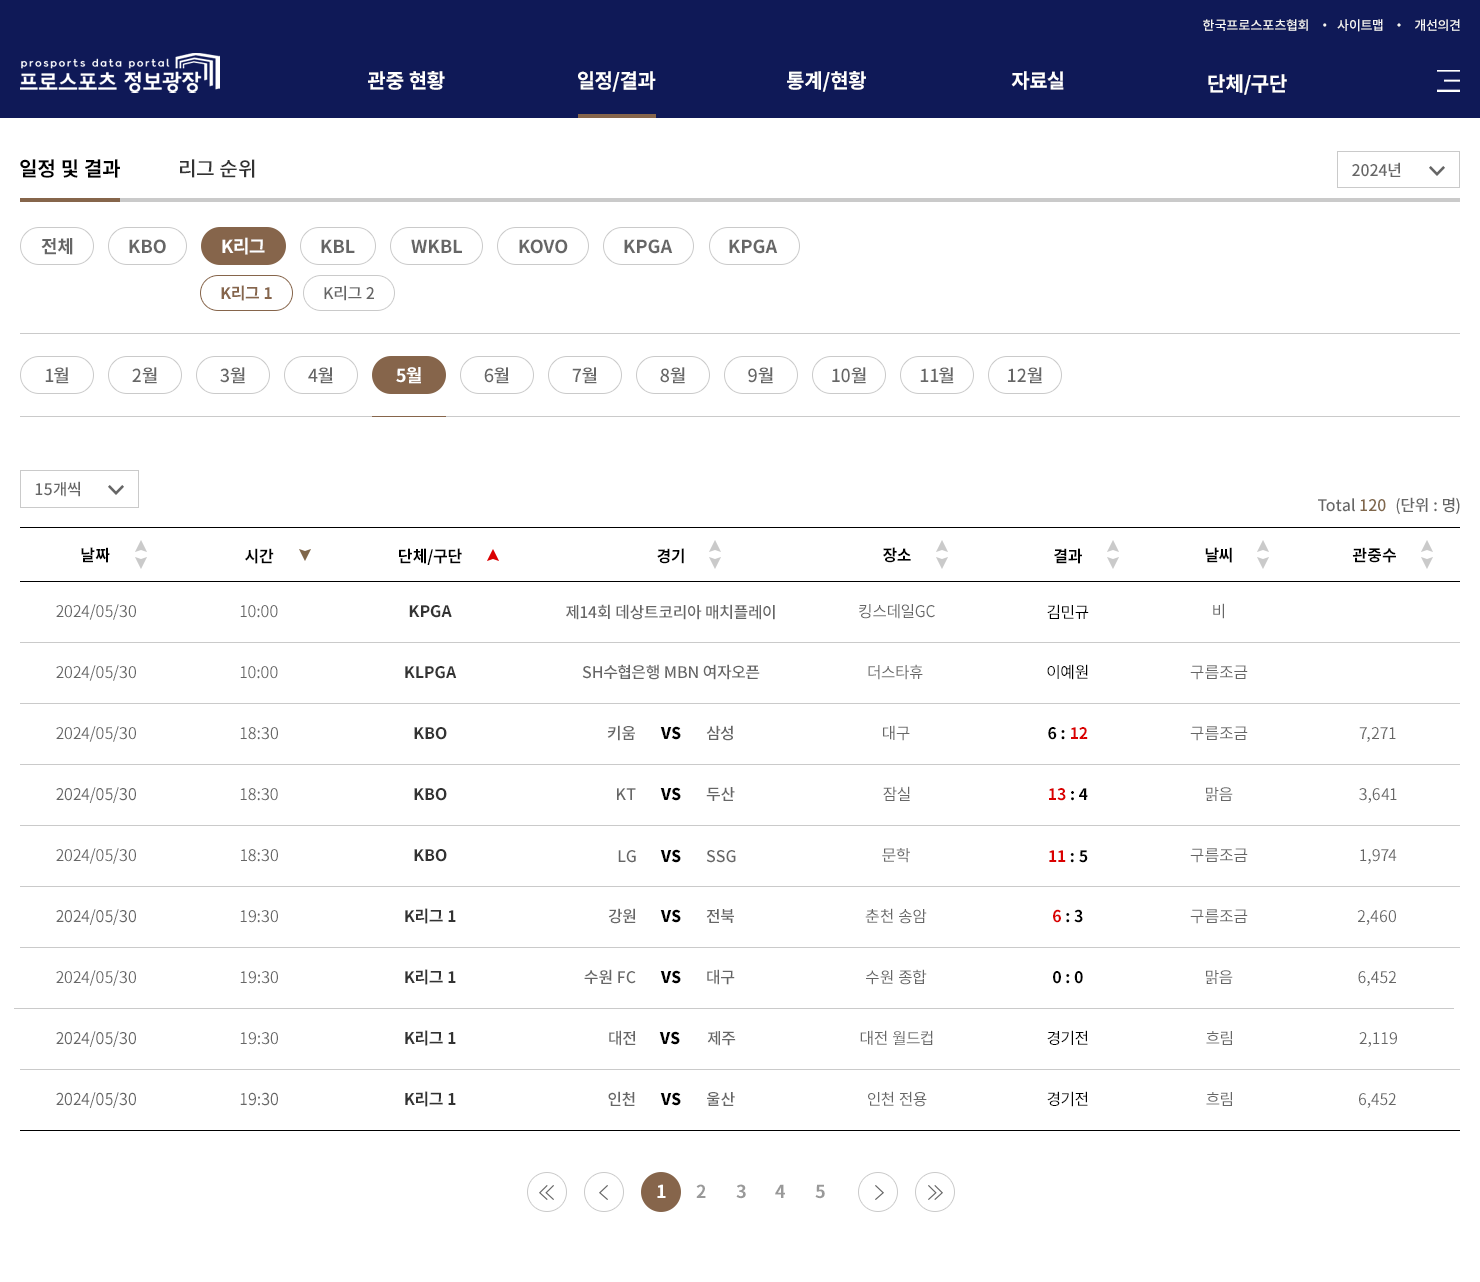 한국프로스포츠협회 • 사이트맵 • 개선의견
prosports data portal
프로스포츠 정보광장
관중 현황 일정/결과 통계/현황 자료실 단체/구단
일정 및 결과 리그 순위 2024년
전체 KBO K리그 KBL WKBL KOVO KPGA KPGA
K리그 1 K리그 2
1월 2월 3월 4월 5월 6월 7월 8월 9월 10월 11월 12월
15개씩
Total 120 (단위 : 명)
날짜 시간 단체/구단 경기 장소 결과 날씨 관중수
2024/05/30 10:00 KPGA 제14회 데상트코리아 매치플레이 킹스데일GC 김민규 비
2024/05/30 10:00 KLPGA SH수협은행 MBN 여자오픈 더스타휴 이예원 구름조금
2024/05/30 18:30 KBO 키움 VS 삼성 대구 6 : 12 구름조금 7,271
2024/05/30 18:30 KBO KT VS 두산 잠실 13 : 4 맑음 3,641
2024/05/30 18:30 KBO LG VS SSG 문학 11 : 5 구름조금 1,974
2024/05/30 19:30 K리그 1 강원 VS 전북 춘천 송암 6 : 3 구름조금 2,460
2024/05/30 19:30 K리그 1 수원 FC VS 대구 수원 종합 0 : 0 맑음 6,452
2024/05/30 19:30 K리그 1 대전 VS 제주 대전 월드컵 경기전 흐림 2,119
2024/05/30 19:30 K리그 1 인천 VS 울산 인천 전용 경기전 흐림 6,452
1 2 3 4 5